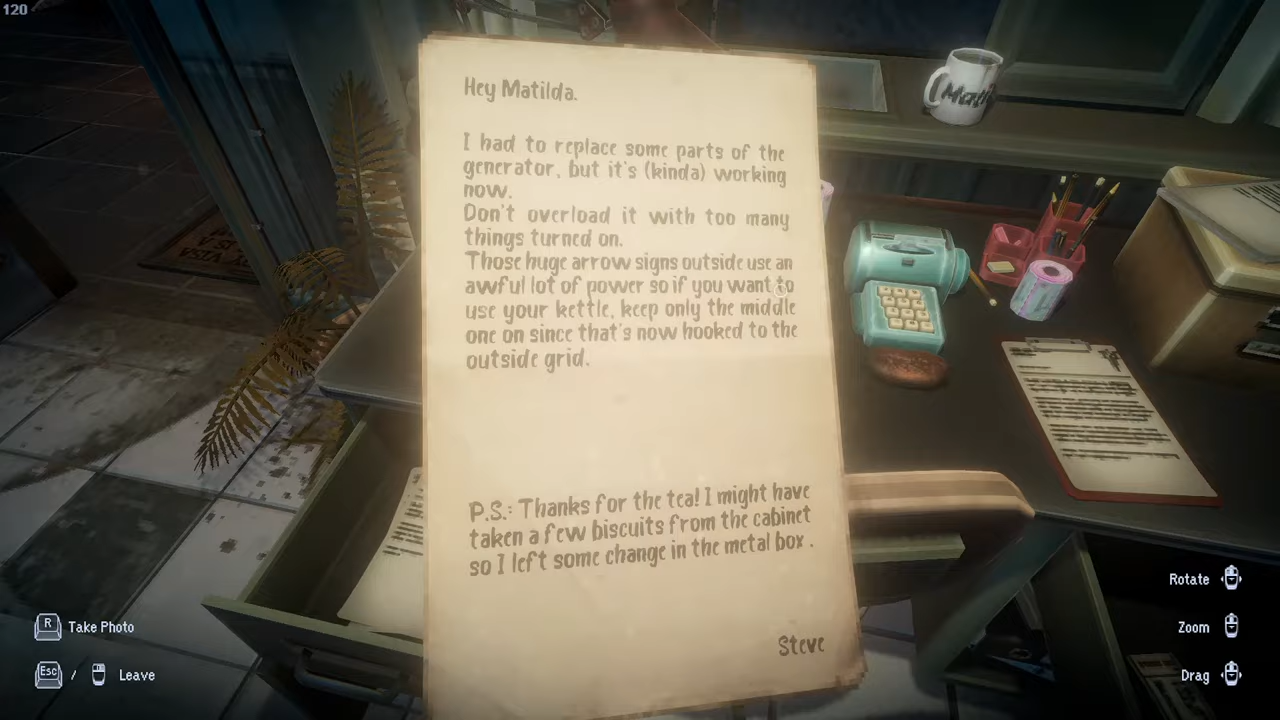 120
Hey Matilda.
I had to replace some parts of the
generator, but it's (kinda) working
now.
Don't overload it with too many
things turned on.
Those huge arrow signs outside use an
awful lot of power so if you want to
use your kettle, keep only the middle
one on since that's now hooked to the
outside grid.
P.S.: Thanks for the tea! I might have
taken a few biscuits from the cabinet
so I left some change in the metal box.
Steve
R Take Photo
Esc / Leave
Rotate
Zoom
Drag